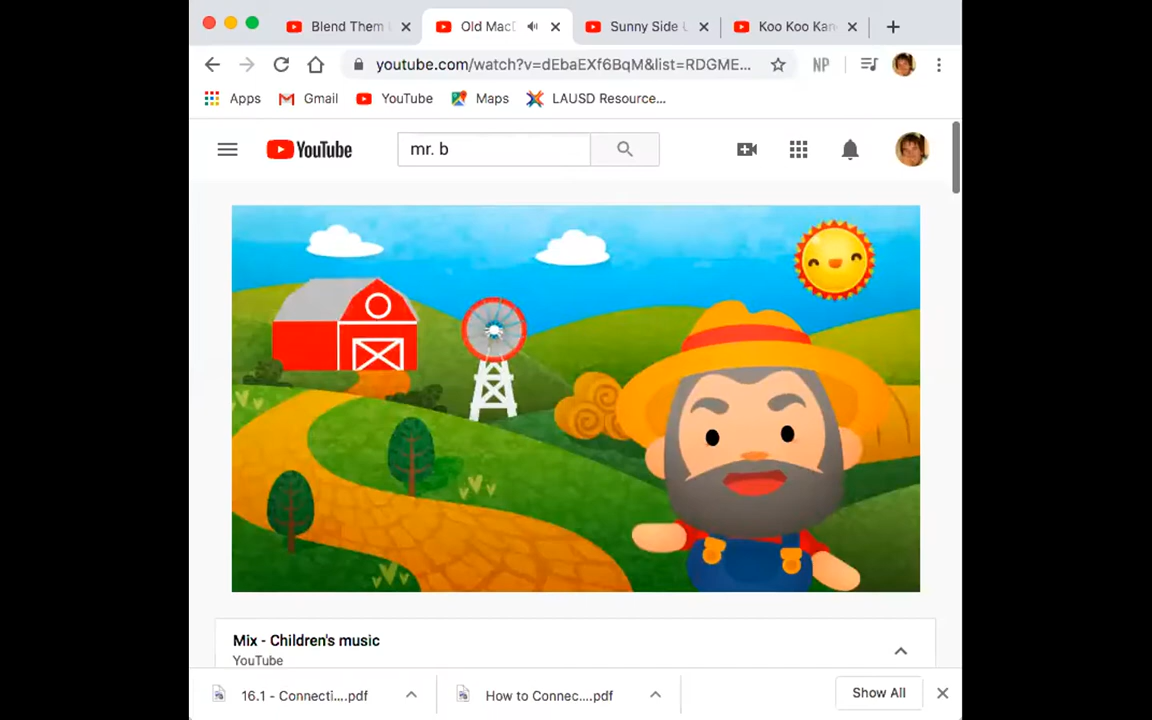 Blend Them
Old Mac
Sunny Side
Koo Koo Kan
youtube.com/watch?v=dEbaEXf6BqM&list=RDGME...
NP
Apps
Gmail
YouTube
Maps
LAUSD Resource...
YouTube
mr. b
Mix - Children's music
YouTube
16.1 - Connecti....pdf
How to Connec....pdf
Show All